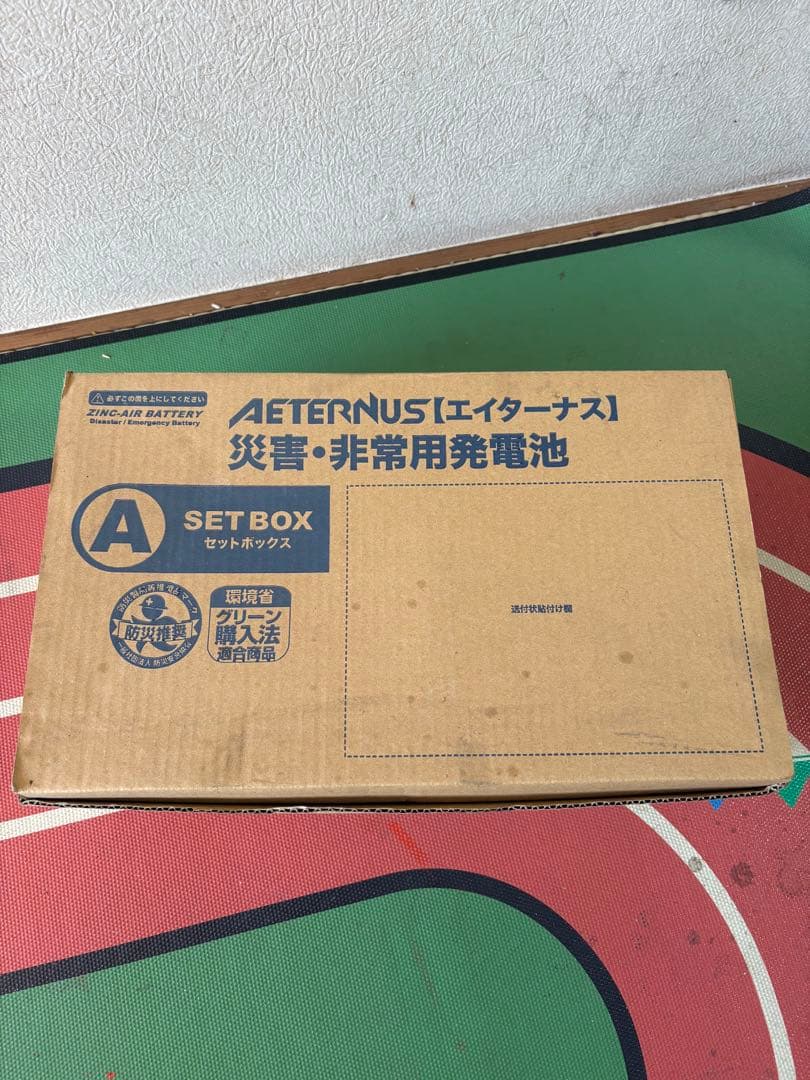 ⚠ 必ずこの面を上にしてください
ZINC-AIR BATTERY
Disaster / Emergency Battery
AETERNUS【エイターナス】
災害・非常用発電池
A
SET BOX
セットボックス
防災推奨
環境省
グリーン
購入法
適合商品
送付状貼付け欄